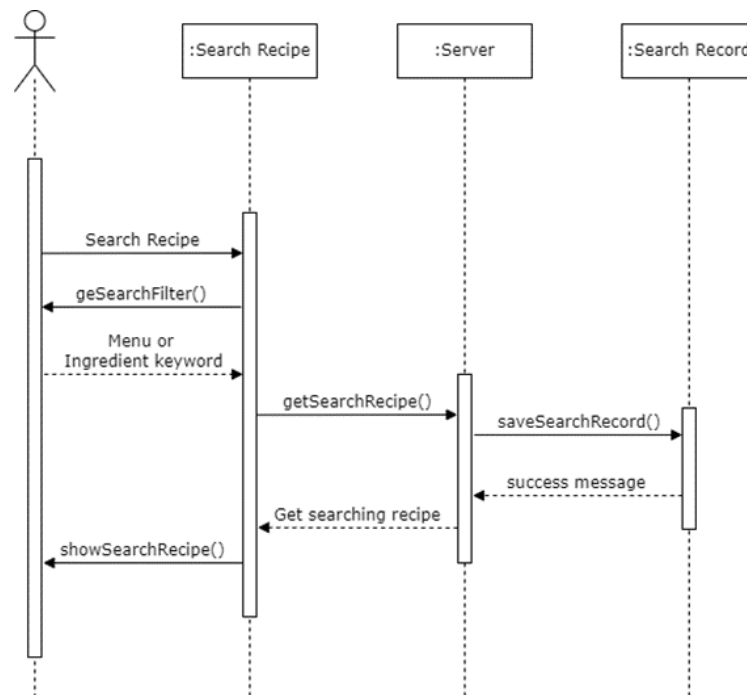 :Search Recipe
:Server
:Search Record
Search Recipe
geSearchFilter()
Menu or
Ingredient keyword
getSearchRecipe()
saveSearchRecord()
success message
Get searching recipe
showSearchRecipe()